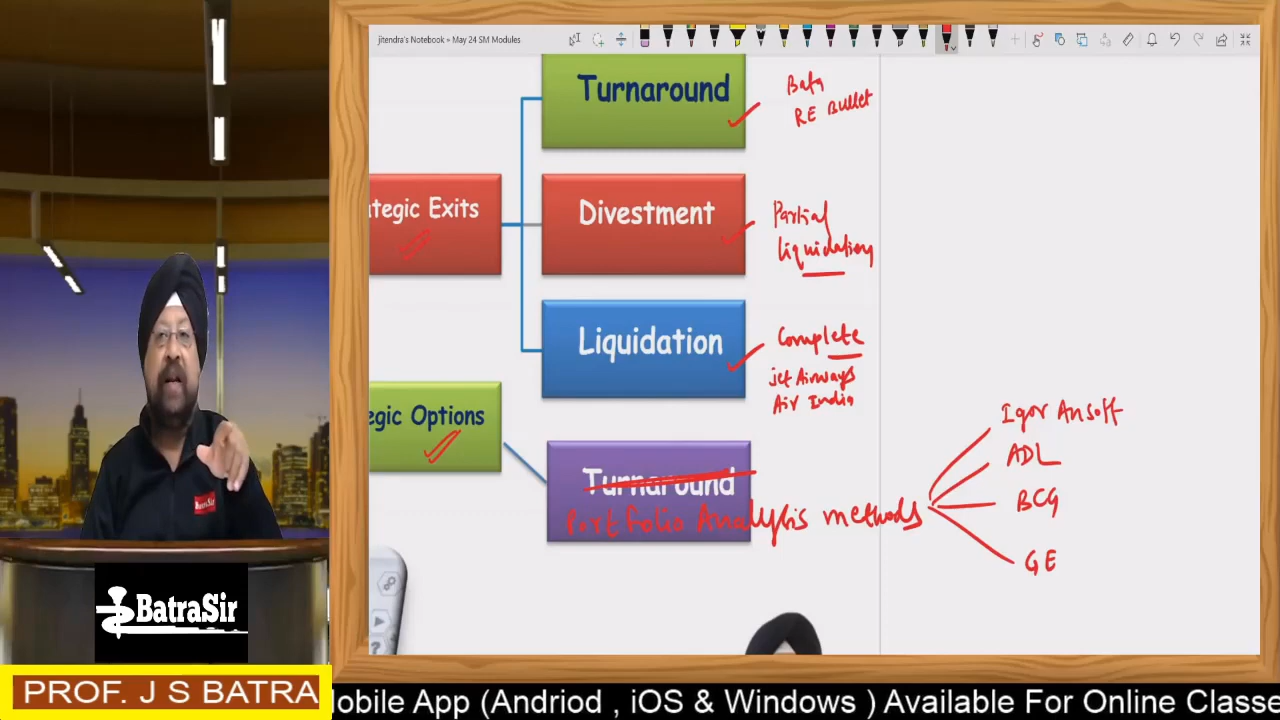 jitendra's Notebook » May 24 SM Modules
Turnaround
Bata
RE Bullet
ategic Exits
Divestment
Partial
Liquidation
Liquidation
Complete
jet Airways
Air India
egic Options
Turnaround
Portfolio Analysis methods
Igor Ansoff
ADL
BCG
GE
BatraSir
BatraSir
PROF. J S BATRA
Mobile App (Andriod , iOS & Windows ) Available For Online Classe